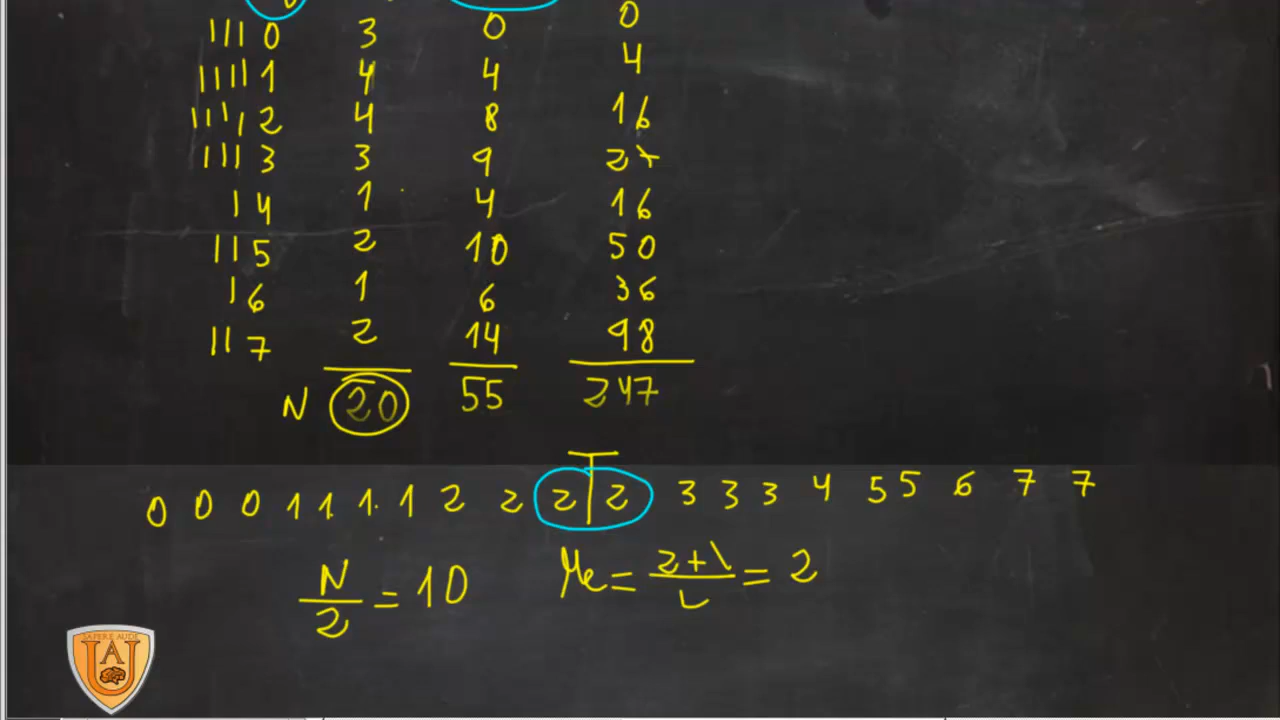 ||| 0 3 0 0
|||| 1 4 4 4
|||| 2 4 8 16
||| 3 3 9 27
| 4 1 4 16
|| 5 2 10 50
| 6 1 6 36
|| 7 2 14 98
N 20 55 247
0 0 0 1 1 1 1 2 2 2 | 2 3 3 3 4 5 5 6 7 7
N/2 = 10 Me = 2+2/2 = 2
SAPERE AUDE
UA